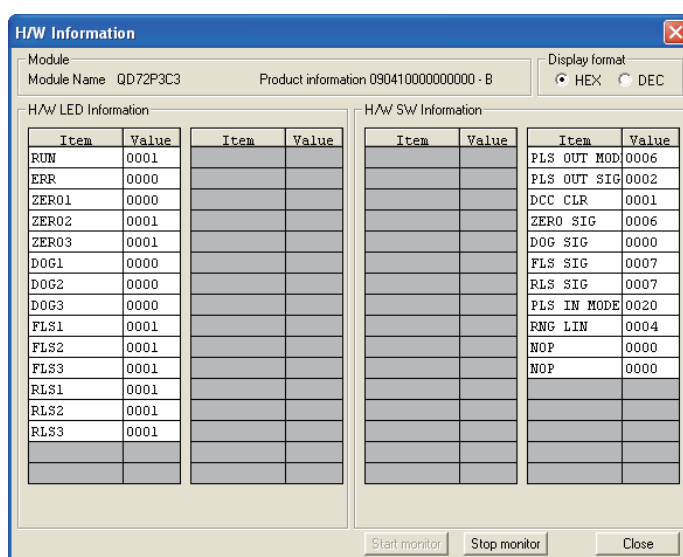 H/W Information
Module
Display format
Module Name QD72P3C3 Product information 090410000000000 - B
HEX DEC
H/W LED Information
H/W SW Information
Item Value Item Value Item Value Item Value
RUN 0001 PLS OUT MOD 0006
ERR 0000 PLS OUT SIG 0002
ZERO1 0000 DCC CLR 0001
ZERO2 0001 ZERO SIG 0006
ZERO3 0001 DOG SIG 0000
DOG1 0000 FLS SIG 0007
DOG2 0000 RLS SIG 0007
DOG3 0000 PLS IN MODE 0020
FLS1 0001 RNG LIN 0004
FLS2 0001 NOP 0000
FLS3 0001 NOP 0000
RLS1 0001
RLS2 0001
RLS3 0001
Start monitor Stop monitor Close